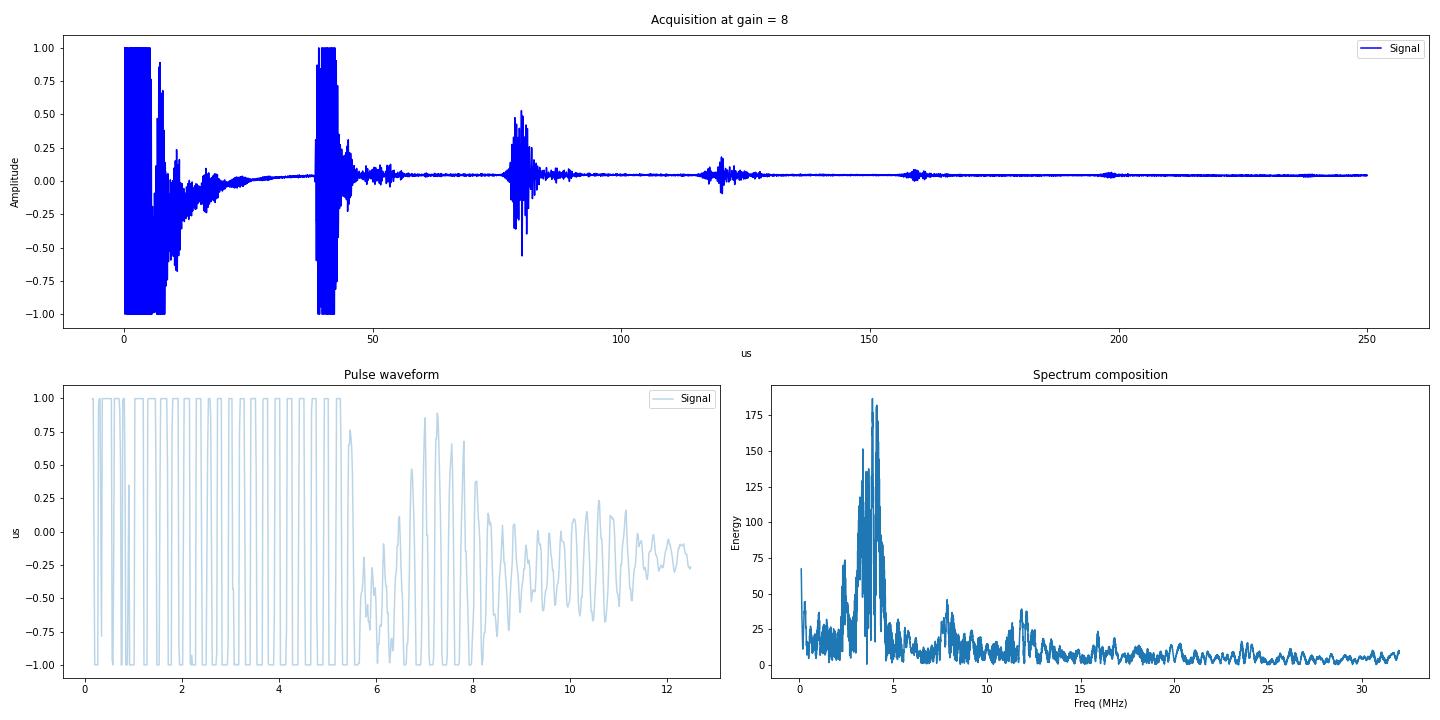 Acquisition at gain = 8
Signal
1.00
0.75
0.50
0.25
0.00
−0.25
−0.50
−0.75
−1.00
Amplitude
0 50 100 150 200 250
us
Pulse waveform
Signal
1.00
0.75
0.50
0.25
0.00
−0.25
−0.50
−0.75
−1.00
us
0 2 4 6 8 10 12
Spectrum composition
175
150
125
100
75
50
25
0
Energy
0 5 10 15 20 25 30
Freq (MHz)